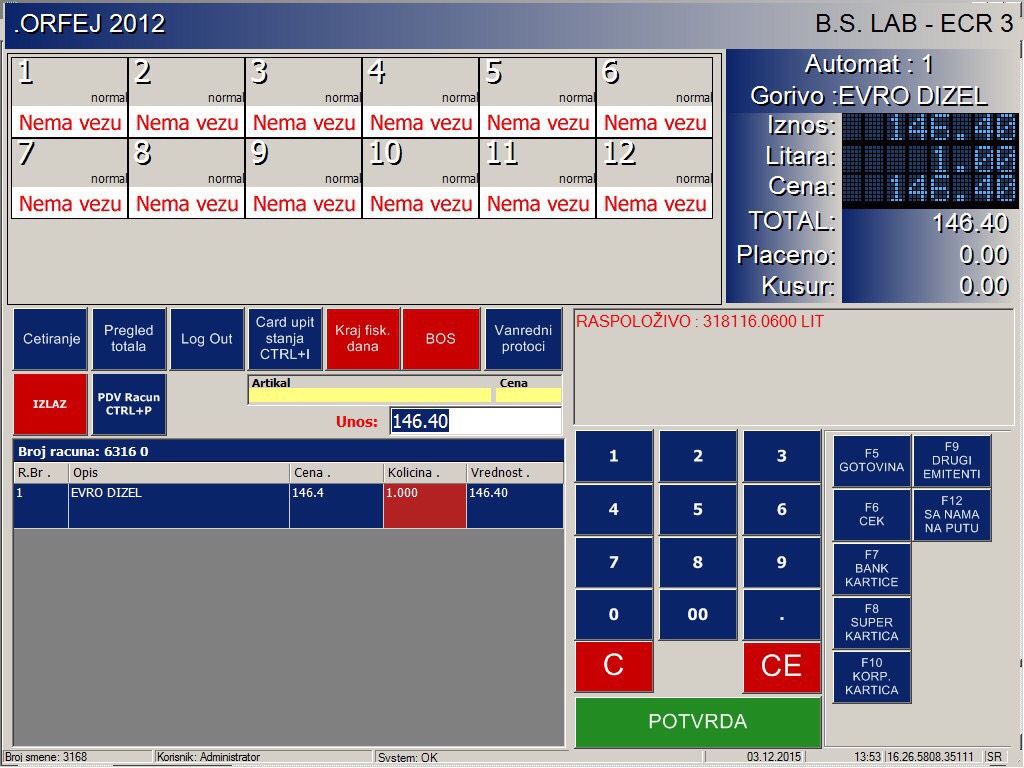 .ORFEJ 2012
B.S. LAB - ECR 3
1 2 3 4 5 6
normal normal normal normal normal normal
Nema vezu Nema vezu Nema vezu Nema vezu Nema vezu Nema vezu
7 8 9 10 11 12
normal normal normal normal normal normal
Nema vezu Nema vezu Nema vezu Nema vezu Nema vezu Nema vezu
Automat : 1
Gorivo :EVRO DIZEL
Iznos: 146.40
Litara: 1.00
Cena: 146.40
TOTAL: 146.40
Placeno: 0.00
Kusur: 0.00
Cetiranje
Pregled
totala
Log Out
Card upit
stanja
CTRL+I
Kraj fisk.
dana
BOS
Vanredni
protoci
IZLAZ
PDV Racun
CTRL+P
Artikal Cena
Unos: 146.40
RASPOLOŽIVO : 318116.0600 LIT
Broj racuna: 6316 0
R.Br . Opis Cena . Kolicina . Vrednost .
1 EVRO DIZEL 146.4 1.000 146.40
1 2 3
4 5 6
7 8 9
0 00 .
C CE
POTVRDA
F5
GOTOVINA
F9
DRUGI
EMITENTI
F6
CEK
F12
SA NAMA
NA PUTU
F7
BANK
KARTICE
F8
SUPER
KARTICA
F10
KORP.
KARTICA
Broj smene: 3168 Korisnik: Administrator System: OK 03.12.2015 13:53 16.26.5808.35111 SR